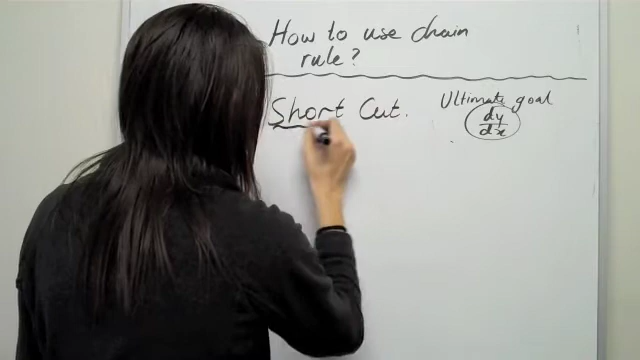 How to use chain
rule?
Short Cut.
Ultimate goal
dy
dx